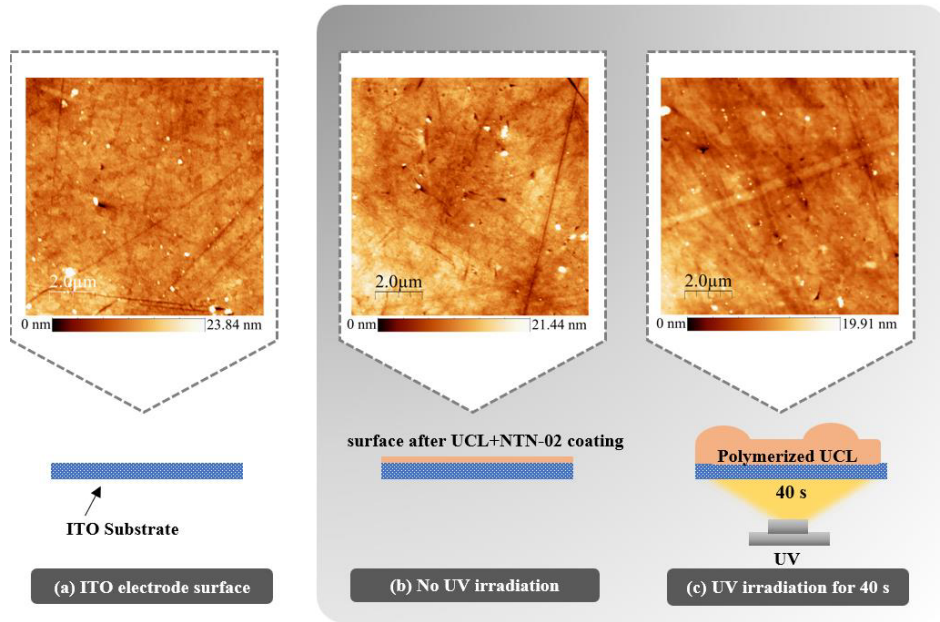 2.0μm
0 nm 23.84 nm
2.0μm
0 nm 21.44 nm
2.0μm
0 nm 19.91 nm
ITO Substrate
surface after UCL+NTN-02 coating
Polymerized UCL
40 s
UV
(a) ITO electrode surface
(b) No UV irradiation
(c) UV irradiation for 40 s